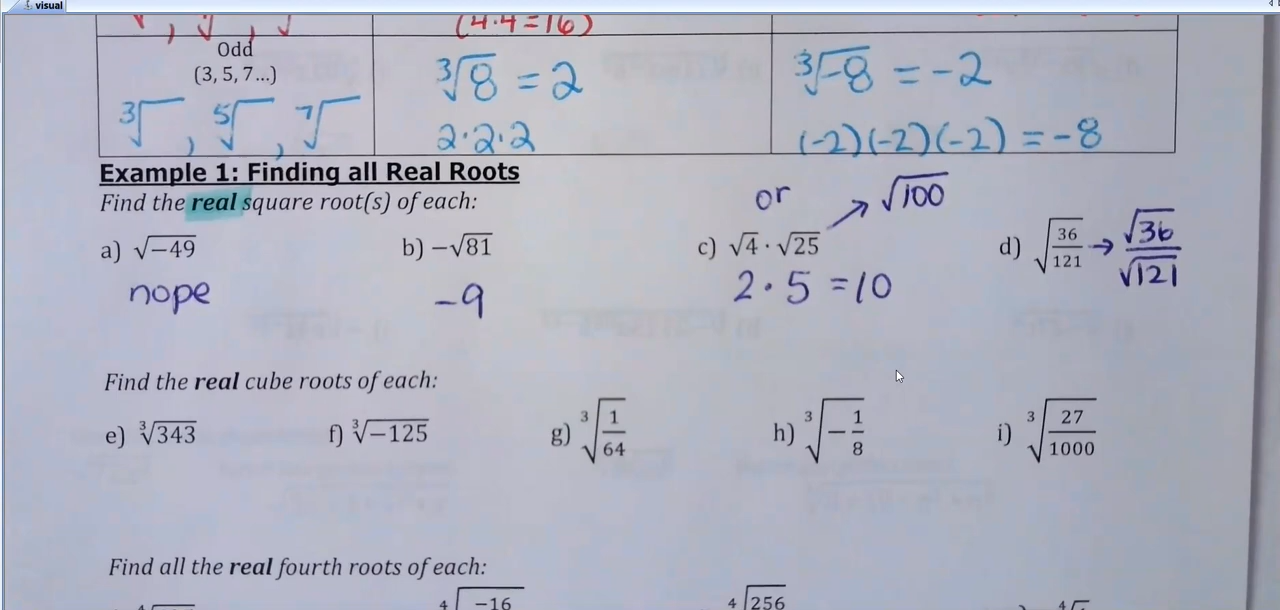 visual
(4·4=16)
Odd
(3, 5, 7...)
∛ , ⁵√ , ⁷√
∛8 = 2
2·2·2
∛-8 = -2
(-2)(-2)(-2) = -8
Example 1: Finding all Real Roots
Find the real square root(s) of each:
a) √−49
nope
b) −√81
-9
or
→ √100
c) √4 · √25
2 · 5 = 10
d) √(36/121) → √36/√121
Find the real cube roots of each:
e) ∛343
f) ∛−125
g) ∛(1/64)
h) ∛(−1/8)
i) ∛(27/1000)
Find all the real fourth roots of each:
∜−16
∜256